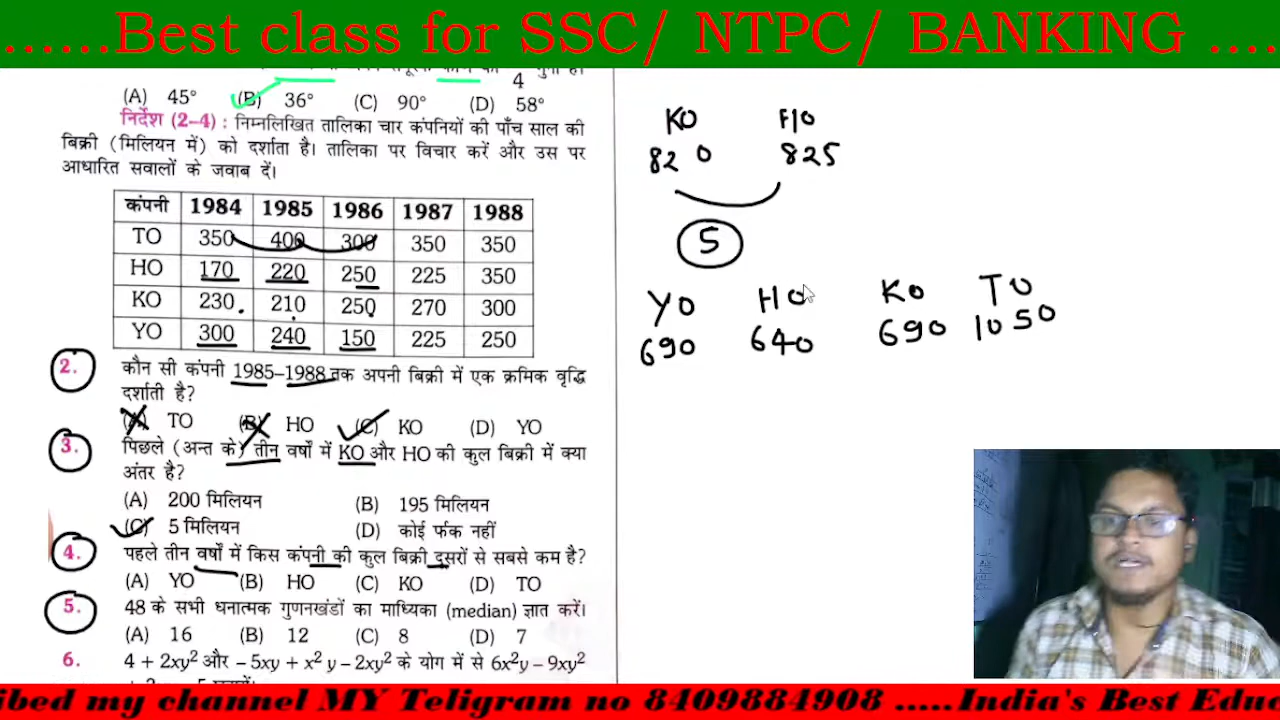 ......Best class for SSC/ NTPC/ BANKING ....
4
(A) 45° (B) 36° (C) 90° (D) 58°
निर्देश (2–4) : निम्नलिखित तालिका चार कंपनियों की पाँच साल की
बिक्री (मिलियन में) को दर्शाता है। तालिका पर विचार करें और उस पर
आधारित सवालों के जवाब दें।
कंपनी 1984 1985 1986 1987 1988
TO 350 400 300 350 350
HO 170 220 250 225 350
KO 230 210 250 270 300
YO 300 240 150 225 250
2. कौन सी कंपनी 1985–1988 तक अपनी बिक्री में एक क्रमिक वृद्धि
दर्शाती है?
(A) TO (B) HO (C) KO (D) YO
3. पिछले (अन्त के) तीन वर्षों में KO और HO की कुल बिक्री में क्या
अंतर है?
(A) 200 मिलियन (B) 195 मिलियन
(C) 5 मिलियन (D) कोई र्फक नहीं
4. पहले तीन वर्षों में किस कंपनी की कुल बिक्री दूसरों से सबसे कम है?
(A) YO (B) HO (C) KO (D) TO
5. 48 के सभी धनात्मक गुणनखंडों का माध्यिका (median) ज्ञात करें।
(A) 16 (B) 12 (C) 8 (D) 7
6. 4 + 2xy² और – 5xy + x² y – 2xy² के योग में से 6x²y – 9xy²
KO HO
820 825
5
YO HO KO TO
690 640 690 1050
ibed my channel MY Teligram no 8409884908 .....India's Best Educ